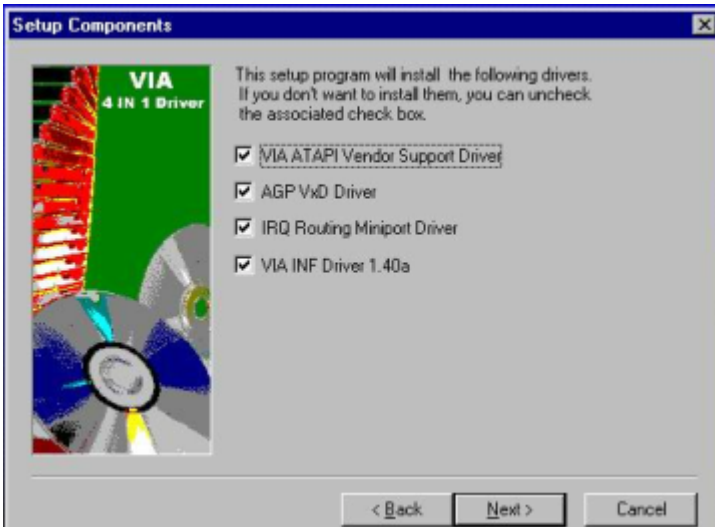 Setup Components
VIA
4 IN 1 Driver
This setup program will install the following drivers.
If you don't want to install them, you can uncheck
the associated check box.
VIA ATAPI Vendor Support Driver
AGP VxD Driver
IRQ Routing Miniport Driver
VIA INF Driver 1.40a
< Back
Next >
Cancel